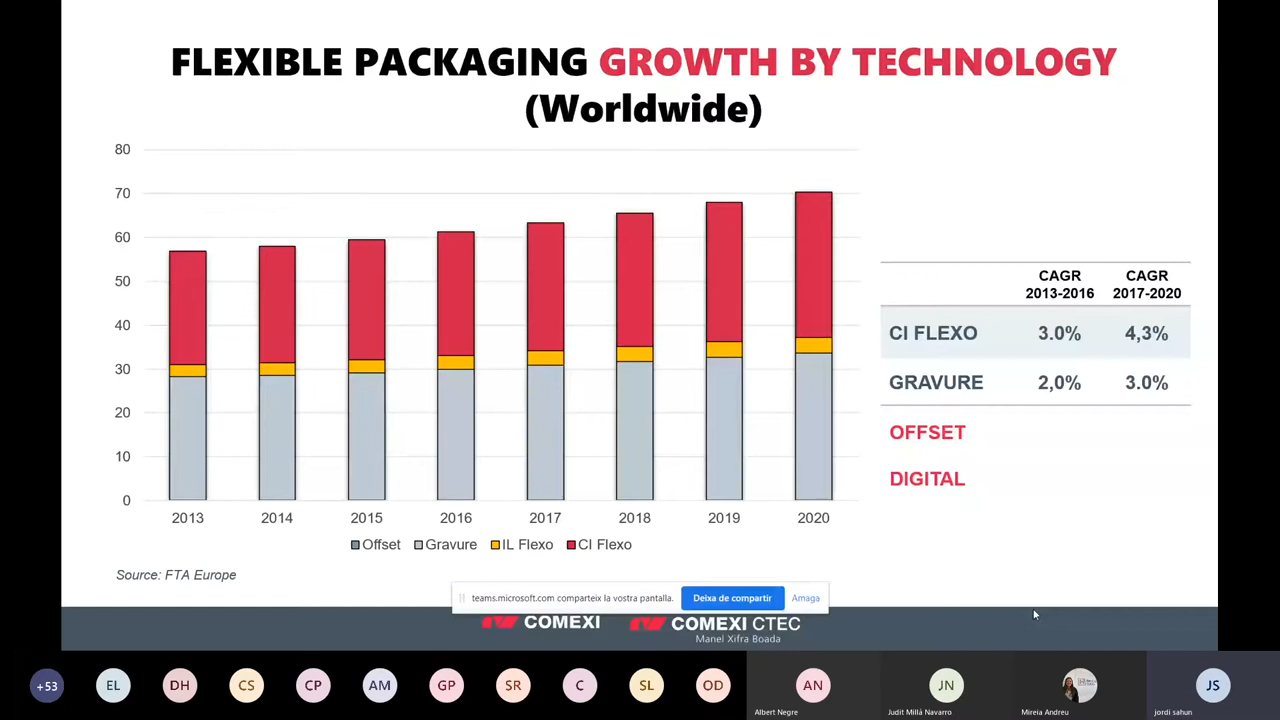 FLEXIBLE PACKAGING GROWTH BY TECHNOLOGY
(Worldwide)
80
70
60
50
40
30
20
10
0
2013 2014 2015 2016 2017 2018 2019 2020
Offset Gravure IL Flexo CI Flexo
CAGR CAGR
2013-2016 2017-2020
CI FLEXO 3.0% 4,3%
GRAVURE 2,0% 3.0%
OFFSET
DIGITAL
Source: FTA Europe
teams.microsoft.com comparteix la vostra pantalla. Deixa de compartir Amaga
COMEXI COMEXI CTEC
Manel Xifra Boada
+53 EL DH CS CP AM GP SR C SL OD AN JN JS
Albert Negre Judit Millá Navarro Mireia Andreu jordi sahun